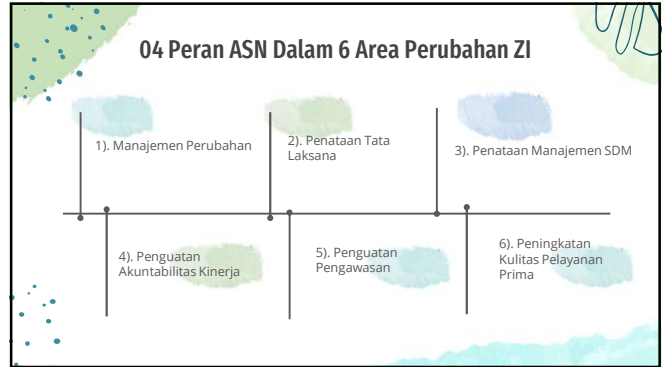 04 Peran ASN Dalam 6 Area Perubahan ZI
1). Manajemen Perubahan
2). Penataan Tata
Laksana
3). Penataan Manajemen SDM
4). Penguatan
Akuntabilitas Kinerja
5). Penguatan
Pengawasan
6). Peningkatan
Kulitas Pelayanan
Prima